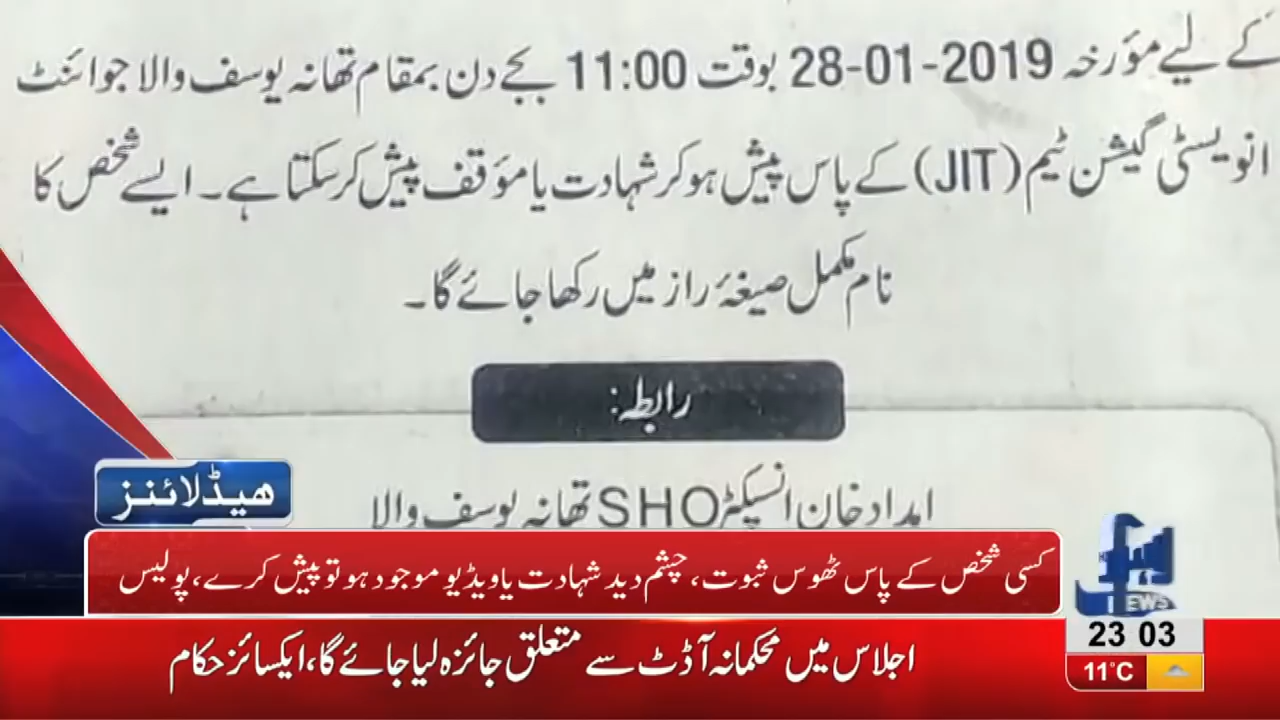 کے لیے مؤرخہ 28-01-2019 بوقت 11:00 بجے دن بمقام تھانہ یوسف والا جوائنٹ
انویسٹی گیشن ٹیم (JIT) کے پاس پیش ہو کر شہادت یا مؤقف پیش کر سکتا ہے۔ ایسے شخص کا
نام مکمل صیغۂ راز میں رکھا جائے گا۔
رابطہ:
امداد خان انسپکٹر SHO تھانہ یوسف والا
ھیڈلائنز
کسی شخص کے پاس ٹھوس ثبوت، چشم دید شہادت یا ویڈیو موجود ہو تو پیش کرے، پولیس
NEWS
23 03
اجلاس میں محکمانہ آڈٹ سے متعلق جائزہ لیا جائے گا، ایکسائز حکام
11°C